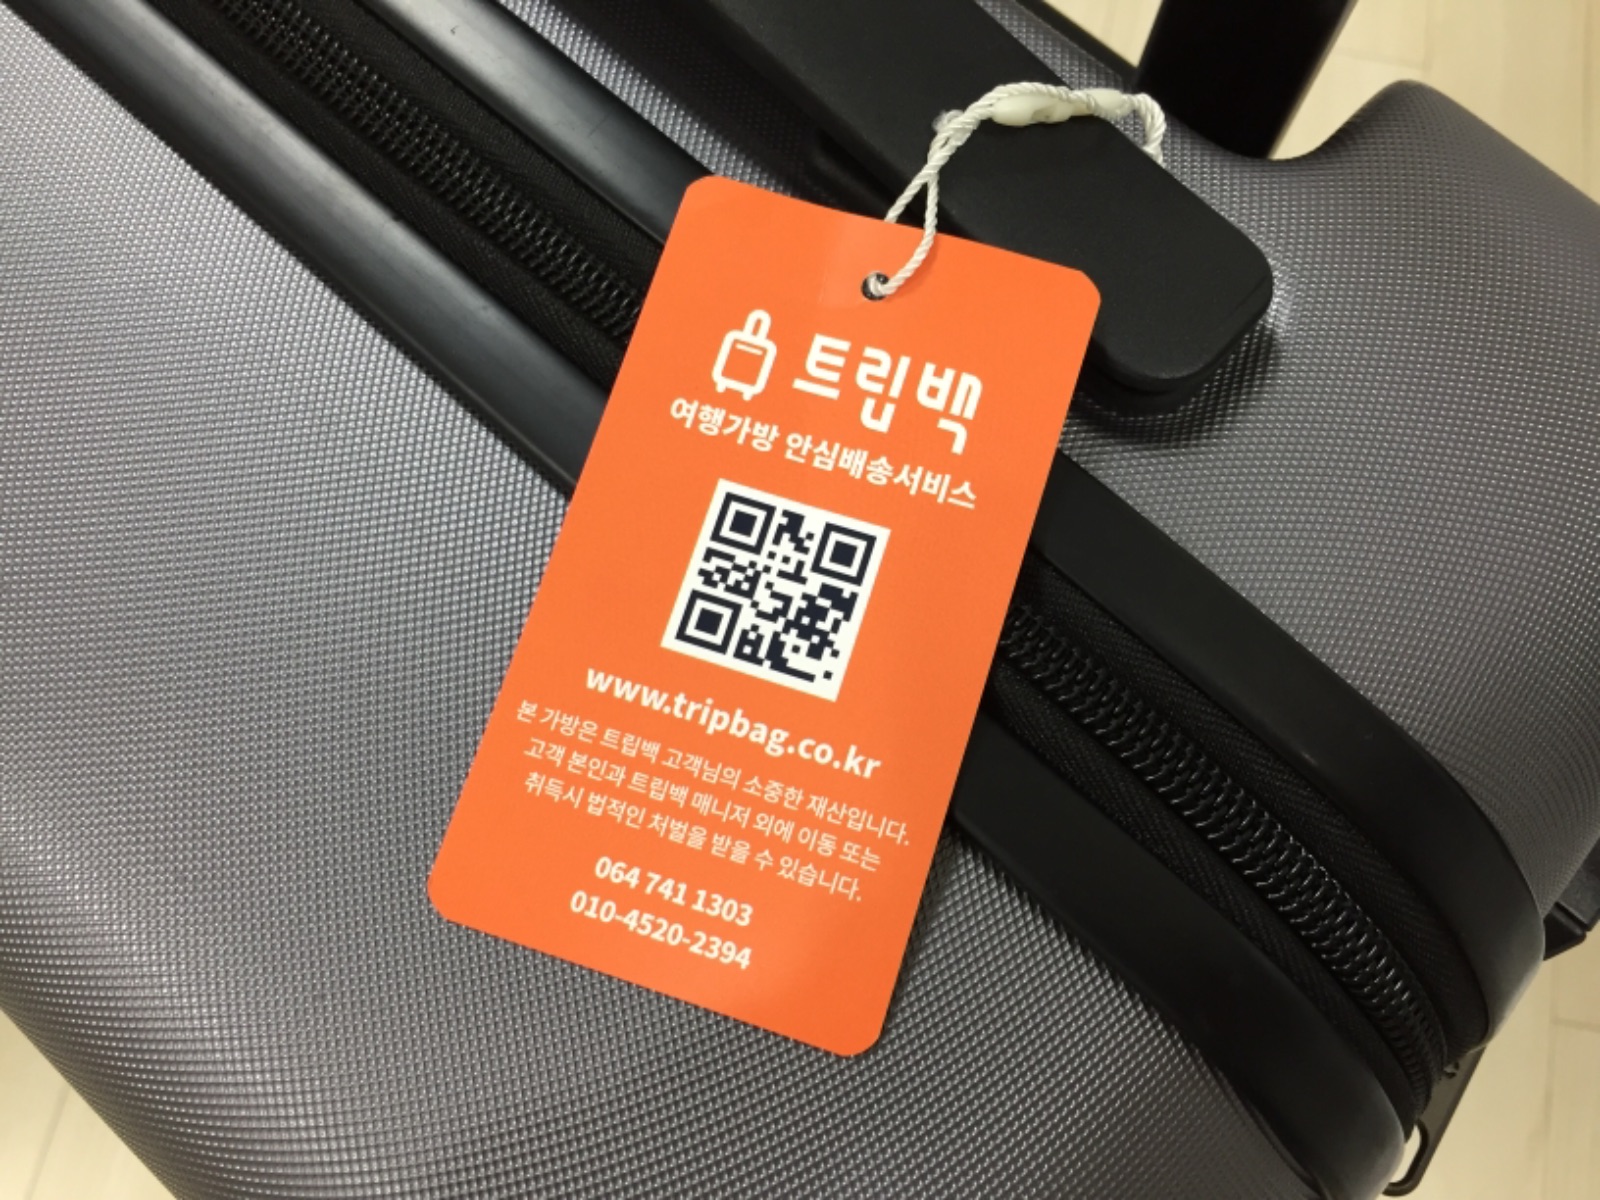 트립백
여행가방 안심배송서비스
www.tripbag.co.kr
본 가방은 트립백 고객님의 소중한 재산입니다.
고객 본인과 트립백 매니저 외에 이동 또는
취득시 법적인 처벌을 받을 수 있습니다.
064 741 1303
010-4520-2394